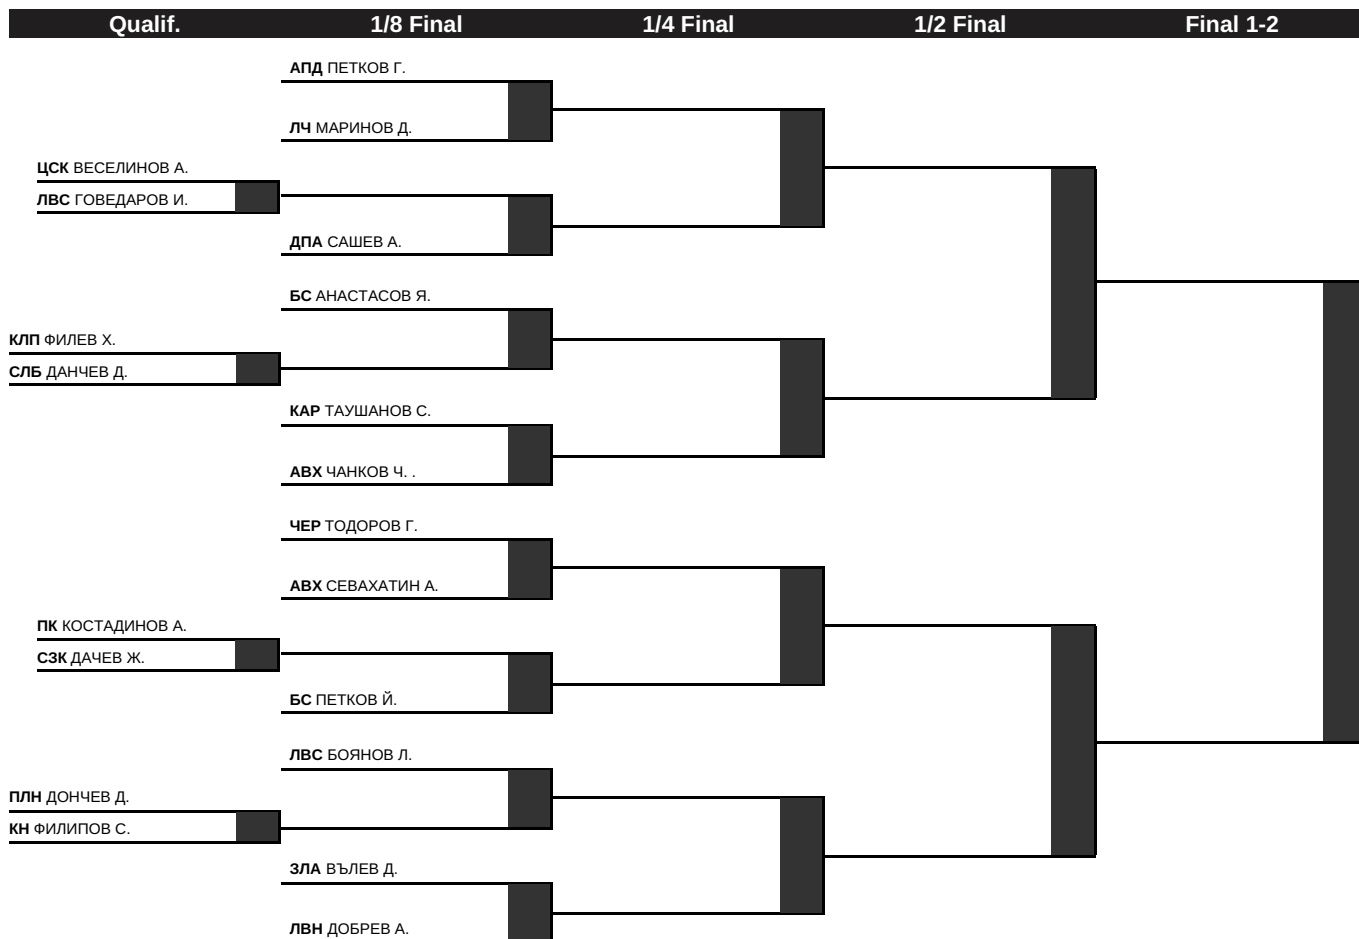 Qualif. 1/8 Final 1/4 Final 1/2 Final Final 1-2
АПД ПЕТКОВ Г.
ЛЧ МАРИНОВ Д.
ЦСК ВЕСЕЛИНОВ А.
ЛВС ГОВЕДАРОВ И.
ДПА САШЕВ А.
БС АНАСТАСОВ Я.
КЛП ФИЛЕВ Х.
СЛБ ДАНЧЕВ Д.
КАР ТАУШАНОВ С.
АВХ ЧАНКОВ Ч. .
ЧЕР ТОДОРОВ Г.
АВХ СЕВАХАТИН А.
ПК КОСТАДИНОВ А.
СЗК ДАЧЕВ Ж.
БС ПЕТКОВ Й.
ЛВС БОЯНОВ Л.
ПЛН ДОНЧЕВ Д.
КН ФИЛИПОВ С.
ЗЛА ВЪЛЕВ Д.
ЛВН ДОБРЕВ А.